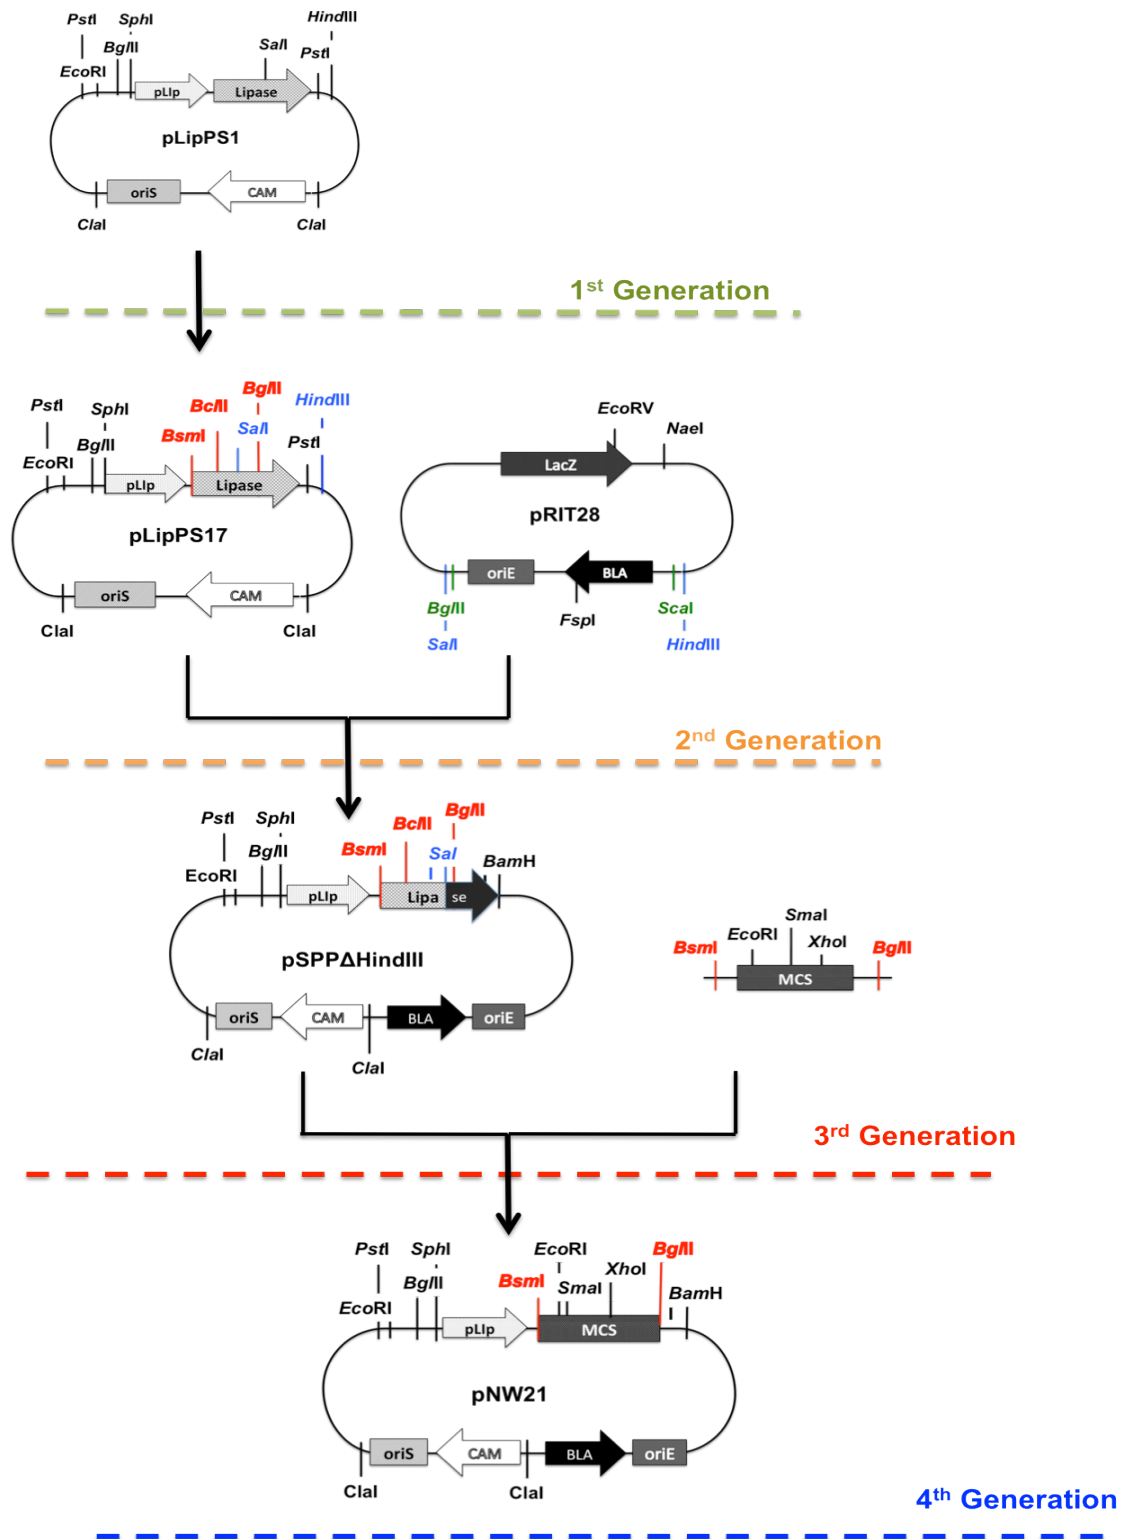 PstI
SphI
HindIII
BglII
SalI
PstI
EcoRI
pLIp
Lipase
pLipPS1
oriS
CAM
ClaI
ClaI
1st Generation
PstI
SphI
BclII
BglII
HindIII
EcoRV
NaeI
BglII
BsmI
SalI
PstI
EcoRI
pLIp
Lipase
LacZ
pLipPS17
pRIT28
oriS
CAM
oriE
BLA
ClaI
ClaI
BglII
FspI
ScaI
SalI
HindIII
2nd Generation
PstI
SphI
BclII
BglII
BglII
BsmI
Sal
BamH
EcoRI
pLIp
Lipa
se
SmaI
EcoRI
XhoI
BsmI
BglII
MCS
pSPPΔHindIII
oriS
CAM
BLA
oriE
ClaI
ClaI
3rd Generation
PstI
SphI
EcoRI
BglII
BglII
BsmI
SmaI
XhoI
BamH
EcoRI
pLIp
MCS
pNW21
oriS
CAM
BLA
oriE
ClaI
ClaI
4th Generation